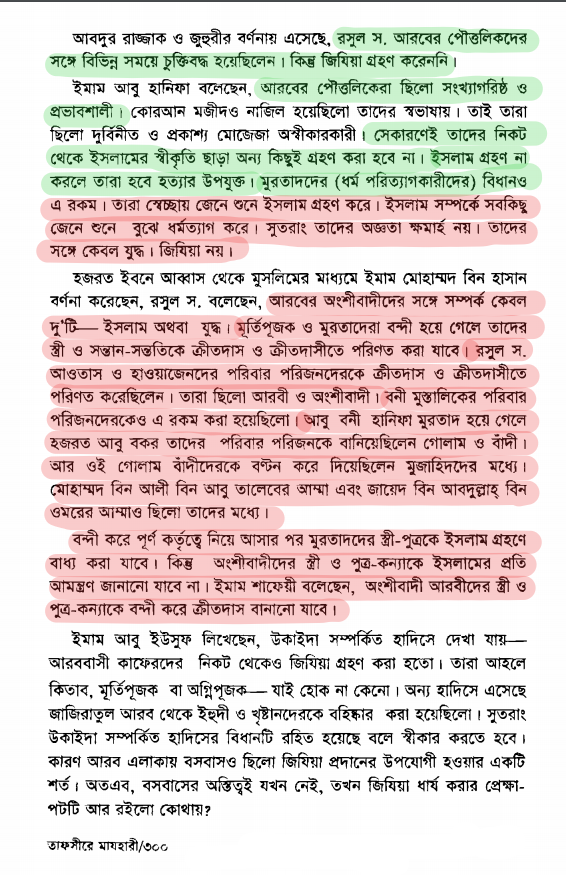 আবদুর রাজ্জাক ও জুহুরীর বর্ণনায় এসেছে, রসুল স. আরবের পৌত্তলিকদের
সঙ্গে বিভিন্ন সময়ে চুক্তিবদ্ধ হয়েছিলেন। কিন্তু জিযিয়া গ্রহণ করেননি।
ইমাম আবু হানিফা বলেছেন, আরবের পৌত্তলিকেরা ছিলো সংখ্যাগরিষ্ঠ ও
প্রভাবশালী। কোরআন মজীদও নাজিল হয়েছিলো তাদের স্বভাষায়। তাই তারা
ছিলো দুর্বিনীত ও প্রকাশ্য মোজেজা অস্বীকারকারী। সেকারণেই তাদের নিকট
থেকে ইসলামের স্বীকৃতি ছাড়া অন্য কিছুই গ্রহণ করা হবে না। ইসলাম গ্রহণ না
করলে তারা হবে হত্যার উপযুক্ত। মুরতাদদের (ধর্ম পরিত্যাগকারীদের) বিধানও
এ রকম। তারা স্বেচ্ছায় জেনে শুনে ইসলাম গ্রহণ করে। ইসলাম সম্পর্কে সবকিছু
জেনে শুনে বুঝে ধর্মত্যাগ করে। সুতরাং তাদের অজ্ঞতা ক্ষমার্হ নয়। তাদের
সঙ্গে কেবল যুদ্ধ। জিযিয়া নয়।
হজরত ইবনে আব্বাস থেকে মুসলিমের মাধ্যমে ইমাম মোহাম্মদ বিন হাসান
বর্ণনা করেছেন, রসুল স. বলেছেন, আরবের অংশীবাদীদের সঙ্গে সম্পর্ক কেবল
দু'টি— ইসলাম অথবা যুদ্ধ। মূর্তিপূজক ও মুরতাদেরা বন্দী হয়ে গেলে তাদের
স্ত্রী ও সন্তান-সন্ততিকে ক্রীতদাস ও ক্রীতদাসীতে পরিণত করা যাবে। রসুল স.
আওতাস ও হাওয়াজেনদের পরিবার পরিজনদেরকে ক্রীতদাস ও ক্রীতদাসীতে
পরিণত করেছিলেন। তারা ছিলো আরবী ও অংশীবাদী। বনী মুস্তালিকের পরিবার
পরিজনদেরকেও এ রকম করা হয়েছিলো। আবু বনী হানিফা মুরতাদ হয়ে গেলে
হজরত আবু বকর তাদের পরিবার পরিজনকে বানিয়েছিলেন গোলাম ও বাঁদী।
আর ওই গোলাম বাঁদীদেরকে বণ্টন করে দিয়েছিলেন মুজাহিদদের মধ্যে।
মোহাম্মদ বিন আলী বিন আবু তালেবের আম্মা এবং জায়েদ বিন আবদুল্লাহ্ বিন
ওমরের আম্মাও ছিলো তাদের মধ্যে।
বন্দী করে পূর্ণ কর্তৃত্বে নিয়ে আসার পর মুরতাদদের স্ত্রী-পুত্রকে ইসলাম গ্রহণে
বাধ্য করা যাবে। কিন্তু অংশীবাদীদের স্ত্রী ও পুত্র-কন্যাকে ইসলামের প্রতি
আমন্ত্রণ জানানো যাবে না। ইমাম শাফেয়ী বলেছেন, অংশীবাদী আরবীদের স্ত্রী ও
পুত্র-কন্যাকে বন্দী করে ক্রীতদাস বানানো যাবে।
ইমাম আবু ইউসুফ লিখেছেন, উকাইদা সম্পর্কিত হাদিসে দেখা যায়—
আরববাসী কাফেরদের নিকট থেকেও জিযিয়া গ্রহণ করা হতো। তারা আহলে
কিতাব, মূর্তিপূজক বা অগ্নিপূজক— যাই হোক না কেনো। অন্য হাদিসে এসেছে
জাজিরাতুল আরব থেকে ইহুদী ও খৃষ্টানদেরকে বহিষ্কার করা হয়েছিলো। সুতরাং
উকাইদা সম্পর্কিত হাদিসের বিধানটি রহিত হয়েছে বলে স্বীকার করতে হবে।
কারণ আরব এলাকায় বসবাসও ছিলো জিযিয়া প্রদানের উপযোগী হওয়ার একটি
শর্ত। অতএব, বসবাসের অস্তিত্বই যখন নেই, তখন জিযিয়া ধার্য করার প্রেক্ষা-
পটটি আর রইলো কোথায়?
তাফসীরে মাযহারী/৩০০